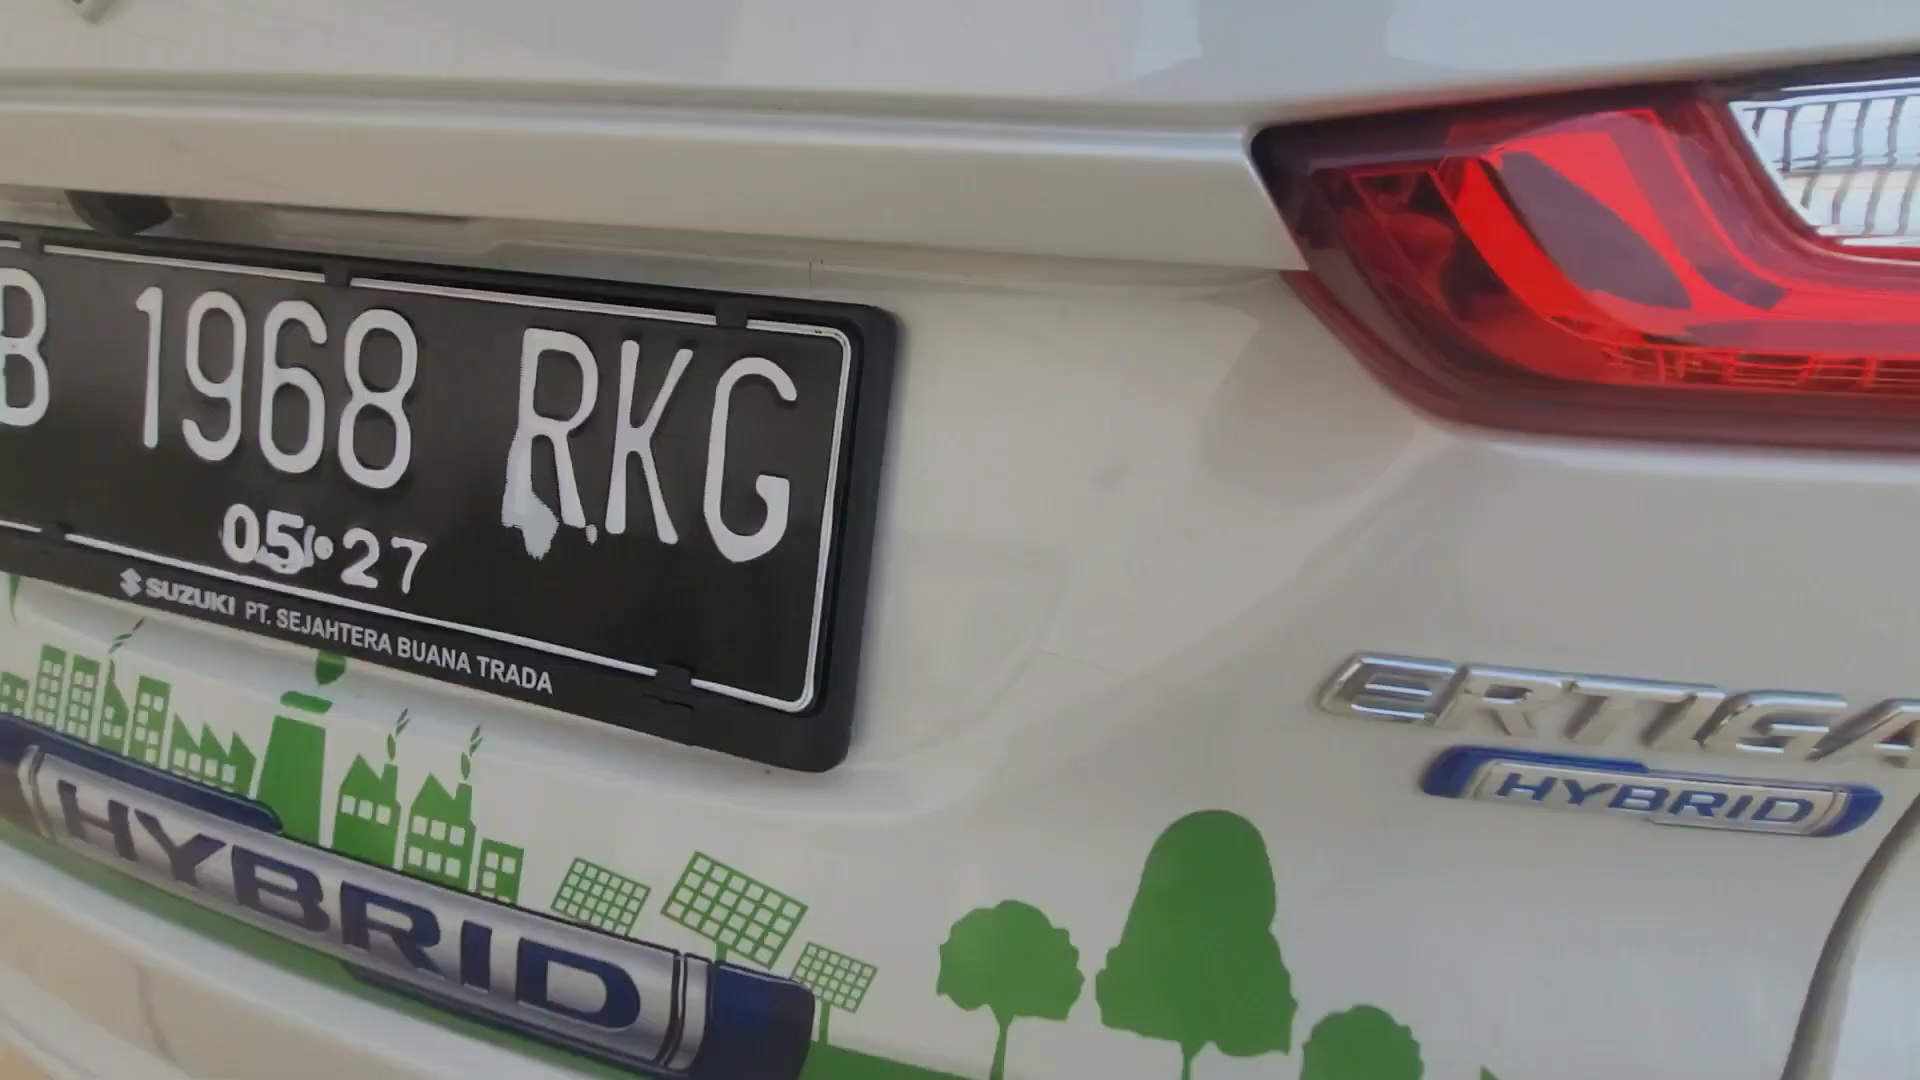 B 1968 RKG
05•27
SUZUKI PT. SEJAHTERA BUANA TRADA
ERTIGA
HYBRID
HYBRID